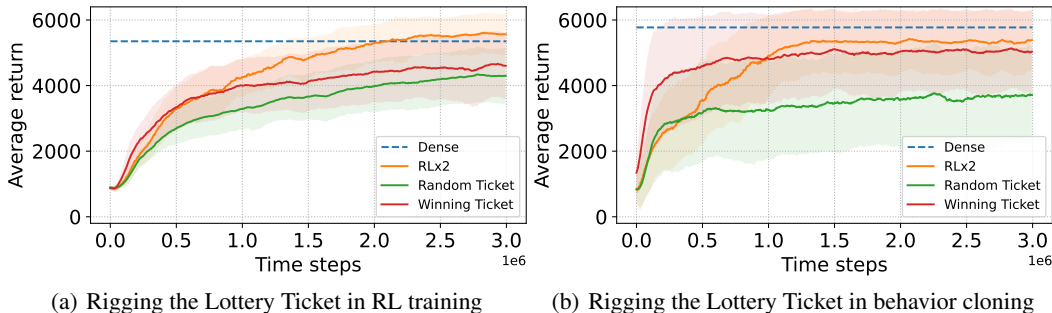 6000
4000
2000
0
Average return
Dense
RLx2
Random Ticket
Winning Ticket
0.0 0.5 1.0 1.5 2.0 2.5 3.0
Time steps
1e6
(a) Rigging the Lottery Ticket in RL training
6000
4000
2000
0
Average return
Dense
RLx2
Random Ticket
Winning Ticket
0.0 0.5 1.0 1.5 2.0 2.5 3.0
Time steps
1e6
(b) Rigging the Lottery Ticket in behavior cloning